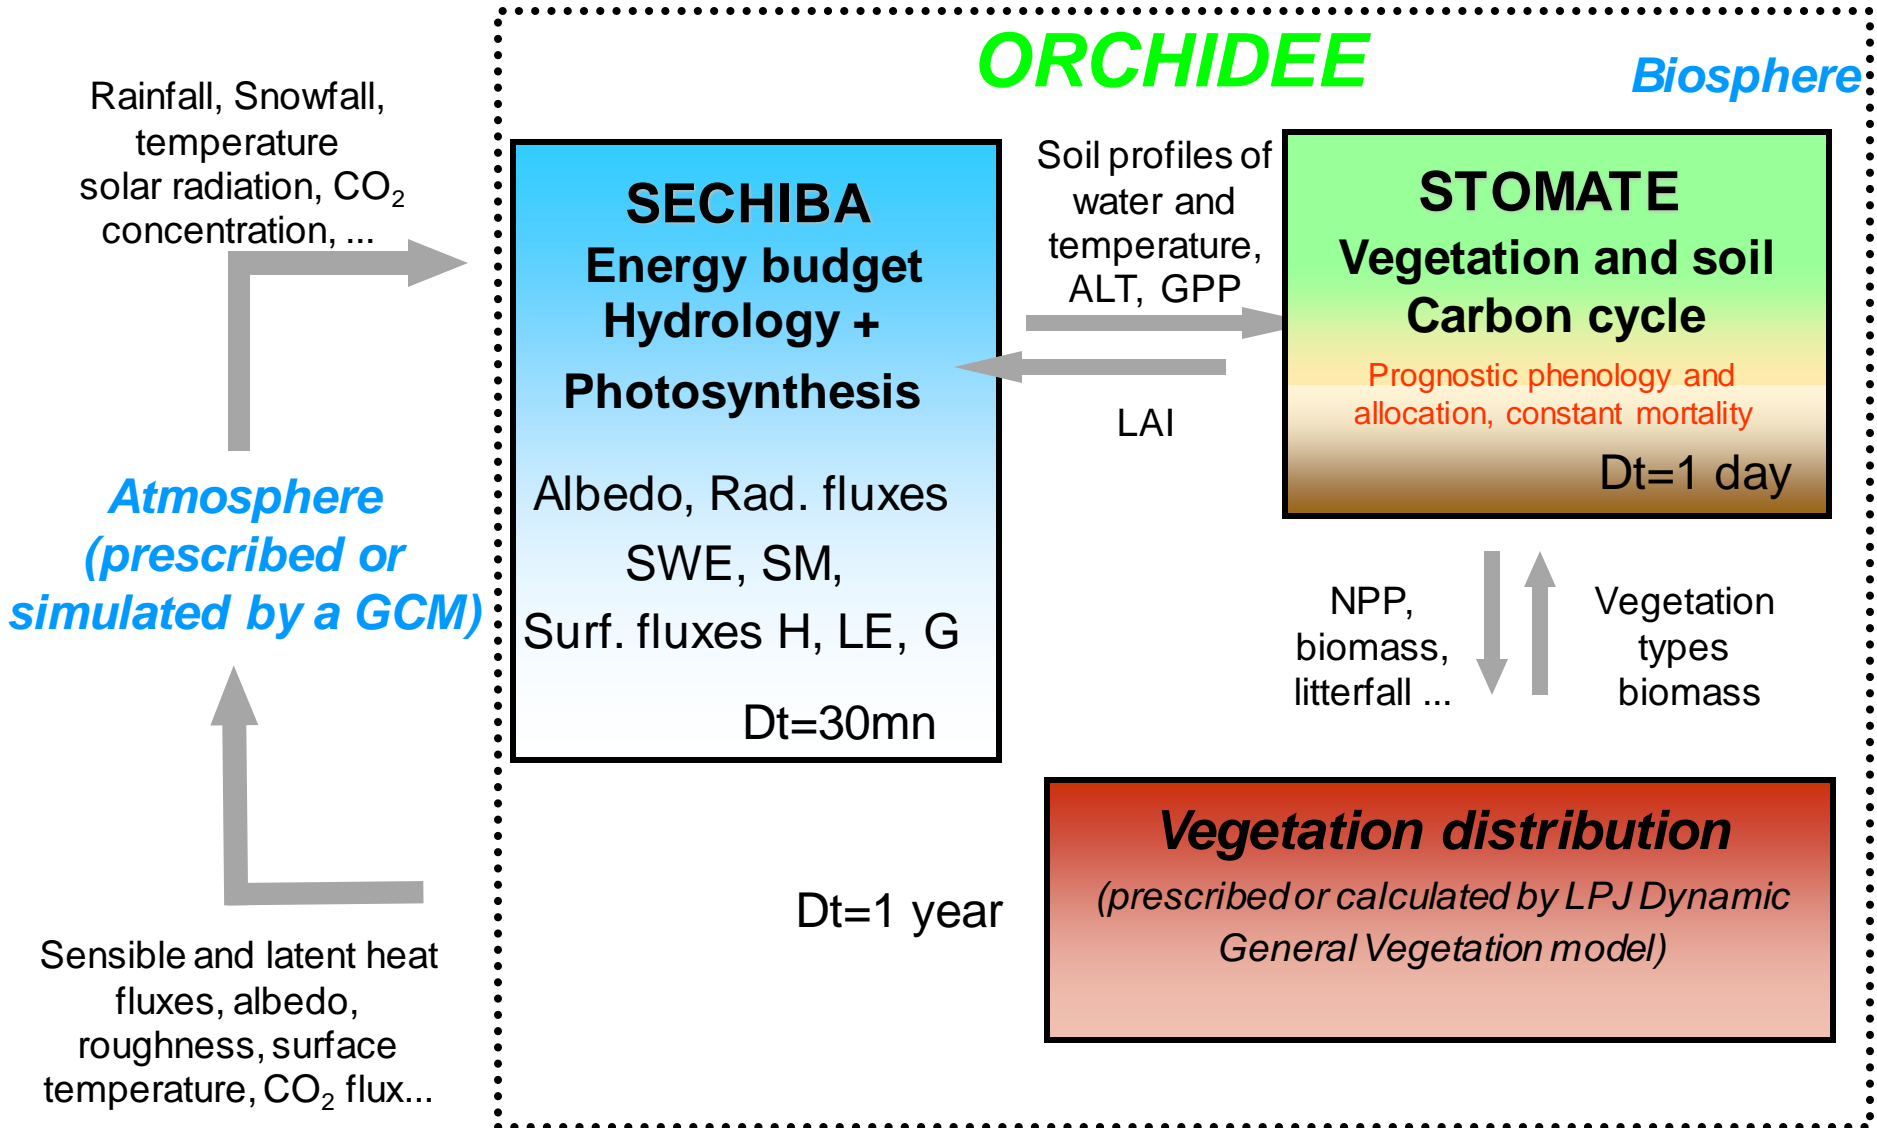 ORCHIDEE
Biosphere
Rainfall, Snowfall,
temperature
solar radiation, CO₂
concentration, ...
Atmosphere
(prescribed or
simulated by a GCM)
Sensible and latent heat
fluxes, albedo,
roughness, surface
temperature, CO₂ flux...
SECHIBA
Energy budget
Hydrology +
Photosynthesis
Albedo, Rad. fluxes
SWE, SM,
Surf. fluxes H, LE, G
Dt=30mn
Soil profiles of
water and
temperature,
ALT, GPP
LAI
STOMATE
Vegetation and soil
Carbon cycle
Prognostic phenology and
allocation, constant mortality
Dt=1 day
NPP,
biomass,
litterfall ...
Vegetation
types
biomass
Dt=1 year
Vegetation distribution
(prescribed or calculated by LPJ Dynamic
General Vegetation model)